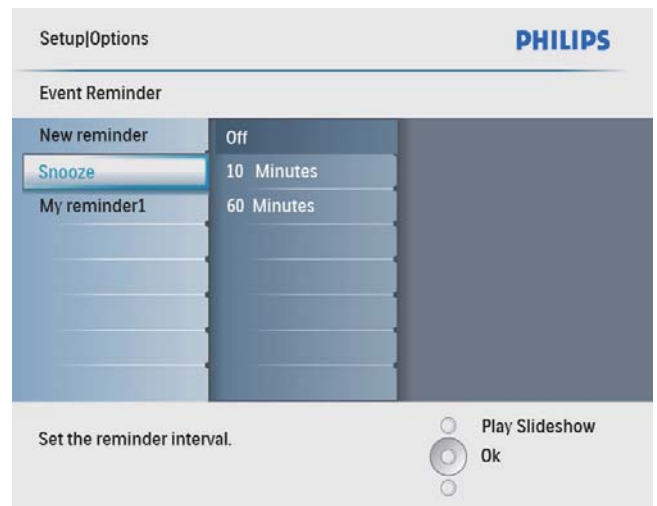 Setup|Options
PHILIPS
Event Reminder
New reminder
Off
Snooze
10 Minutes
My reminder1
60 Minutes
Set the reminder interval.
Play Slideshow
Ok